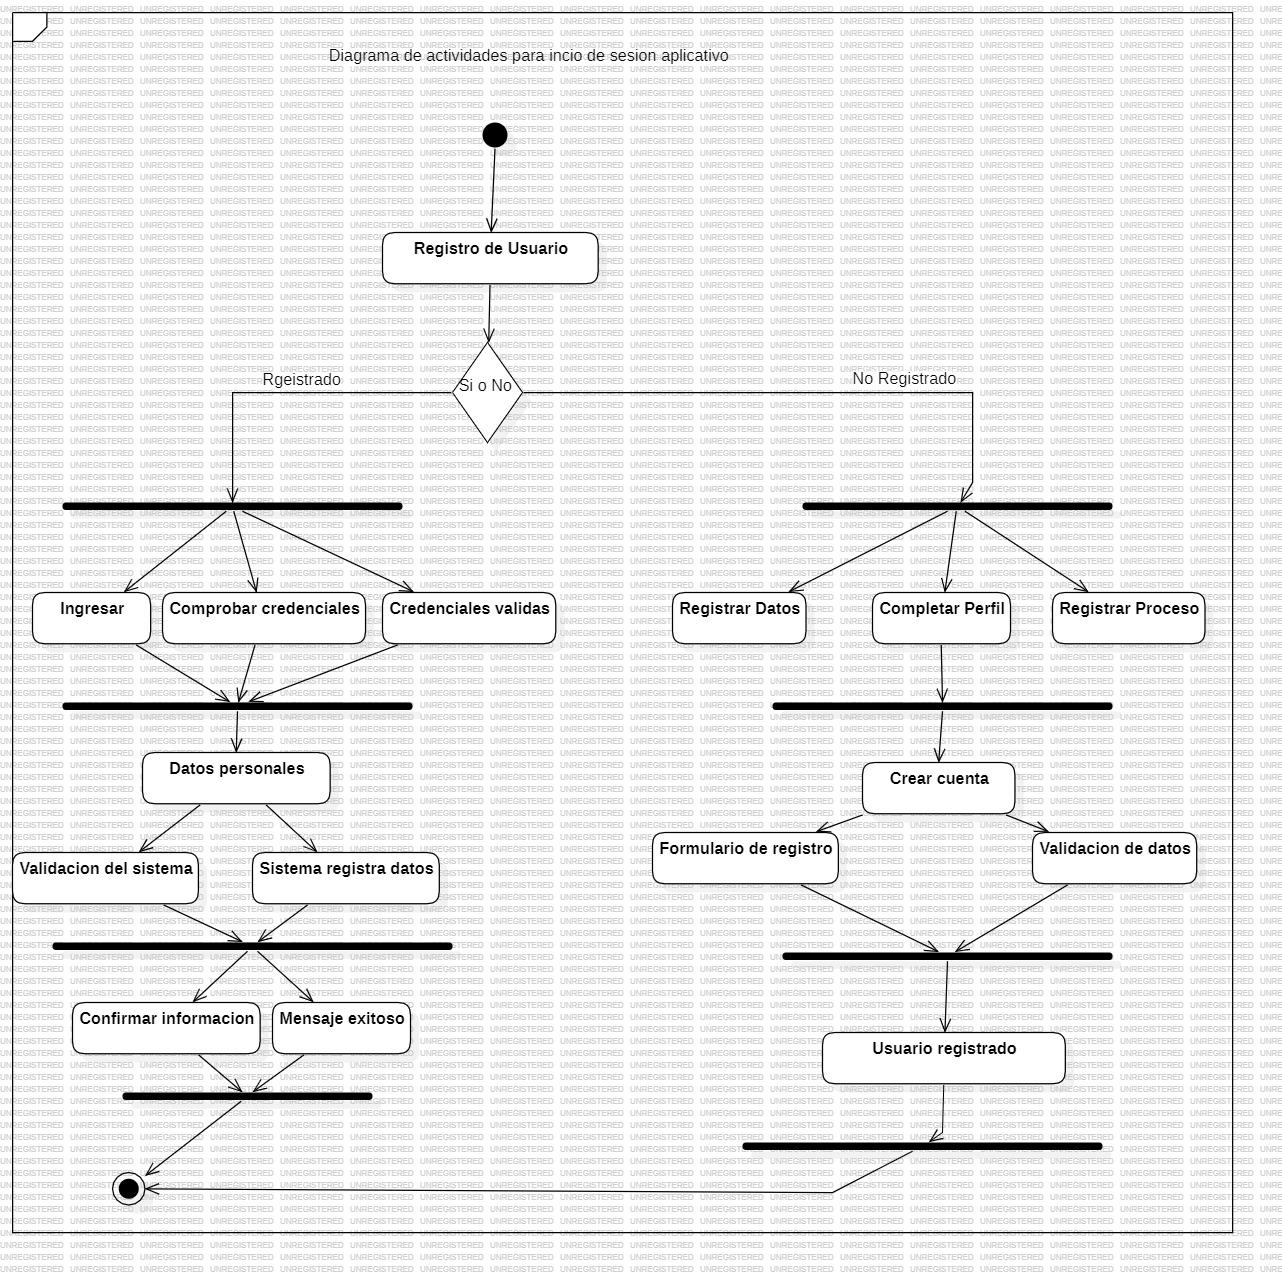 Diagrama de actividades para incio de sesion aplicativo
Registro de Usuario
Si o No
Rgeistrado
No Registrado
Ingresar
Comprobar credenciales
Credenciales validas
Registrar Datos
Completar Perfil
Registrar Proceso
Datos personales
Crear cuenta
Validacion del sistema
Sistema registra datos
Formulario de registro
Validacion de datos
Confirmar informacion
Mensaje exitoso
Usuario registrado
UNREGISTERED